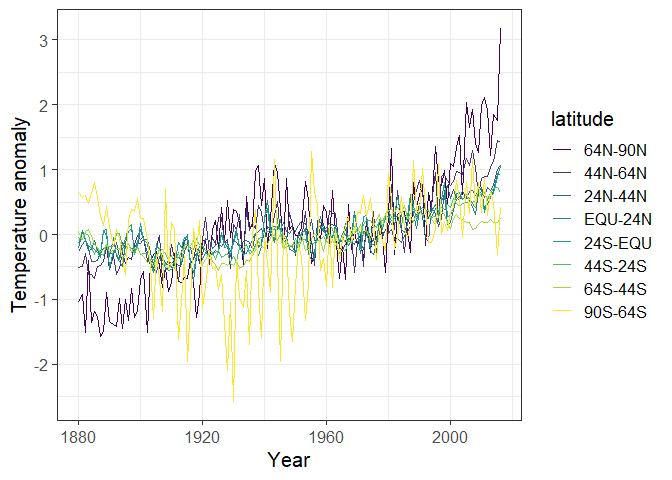 3
2
1
0
-1
-2
1880 1920 1960 2000
Year
Temperature anomaly
latitude
64N-90N
44N-64N
24N-44N
EQU-24N
24S-EQU
44S-24S
64S-44S
90S-64S